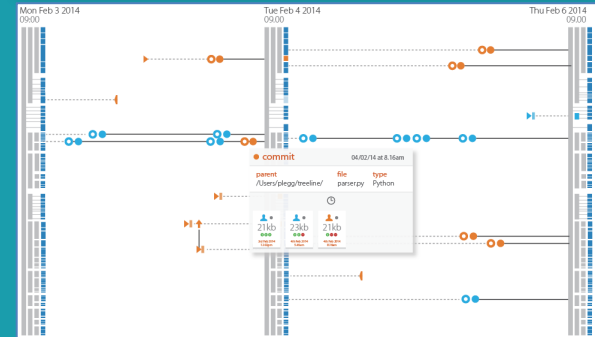 Mon Feb 3 2014
09:00
Tue Feb 4 2014
09:00
Thu Feb 6 2014
09:00
commit
04/02/14 at 8.16am
parent
file
type
/Users/plegg/treeline/
parser.py
Python
21kb
23kb
21kb